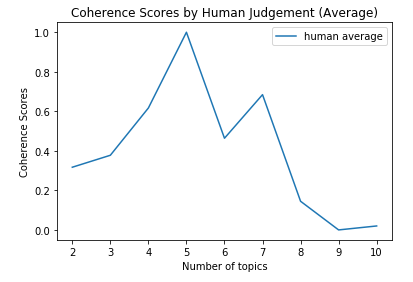 Coherence Scores by Human Judgement (Average)
human average
Coherence Scores
1.0
0.8
0.6
0.4
0.2
0.0
2 3 4 5 6 7 8 9 10
Number of topics